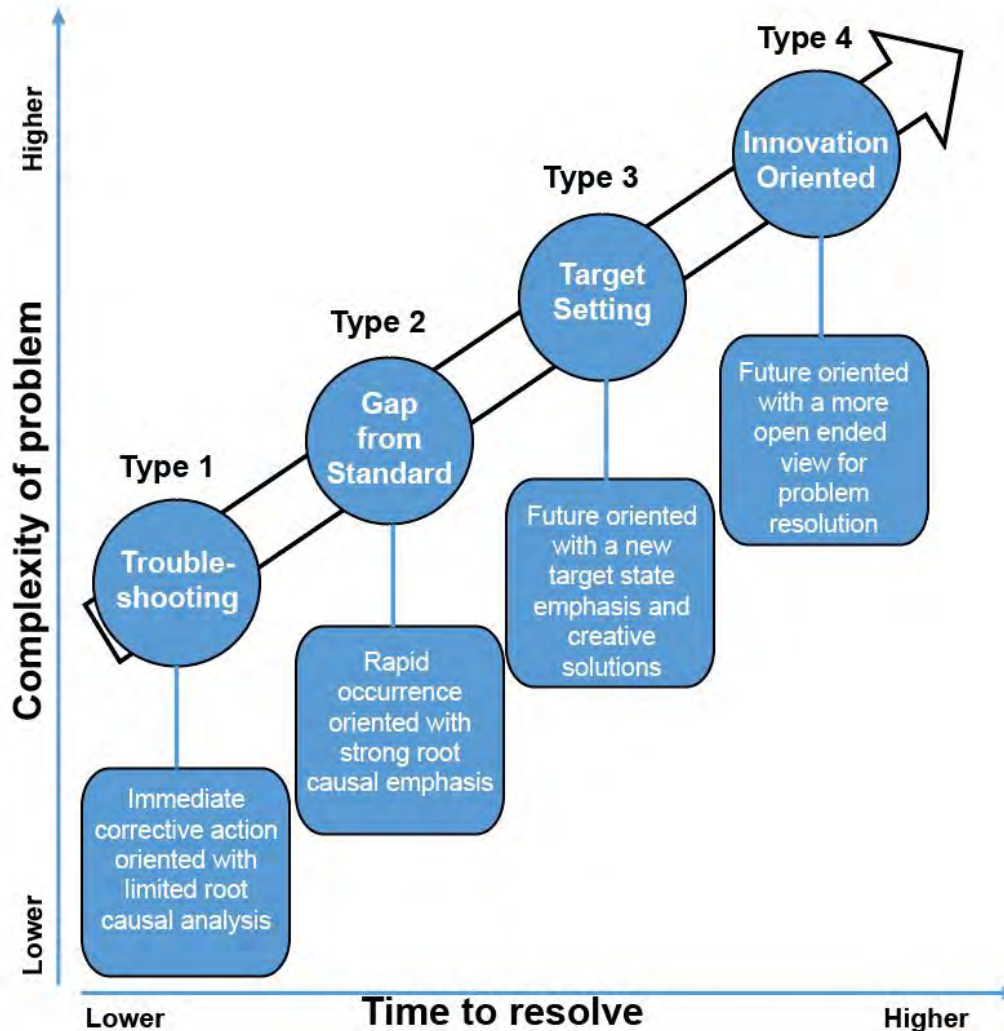 Type 4
Higher
Innovation
Oriented
Type 3
Target
Setting
Type 2
Future oriented
with a more
open ended
view for
problem
resolution
Gap
from
Standard
Type 1
Complexity of problem
Trouble-
shooting
Future oriented
with a new
target state
emphasis and
creative
solutions
Rapid
occurrence
oriented with
strong root
causal emphasis
Immediate
corrective action
oriented with
limited root
causal analysis
Lower
Lower
Time to resolve
Higher